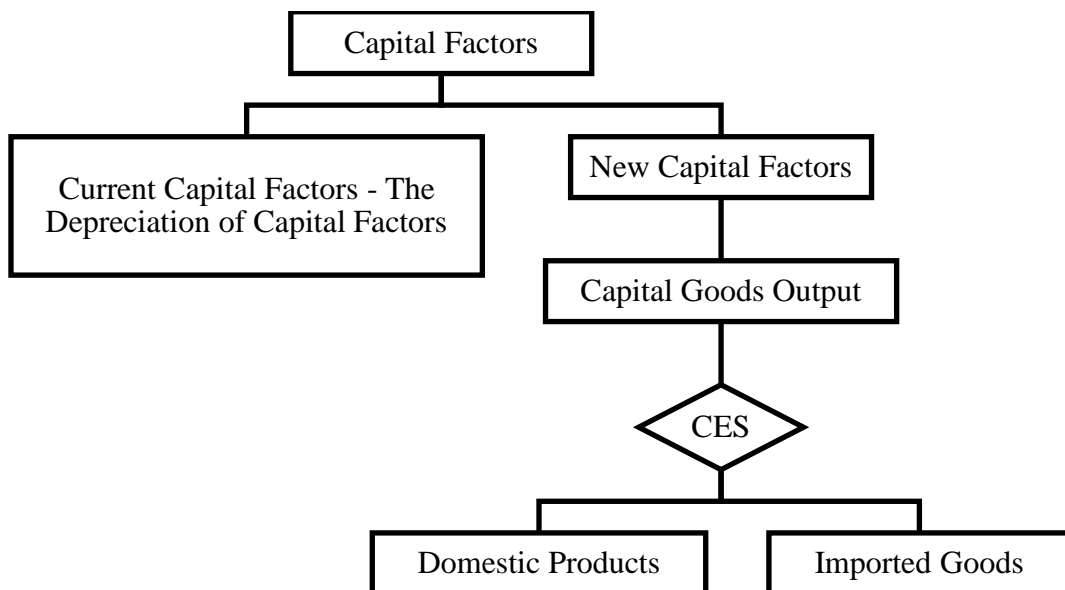 Capital Factors
Current Capital Factors - The
Depreciation of Capital Factors
New Capital Factors
Capital Goods Output
CES
Domestic Products
Imported Goods